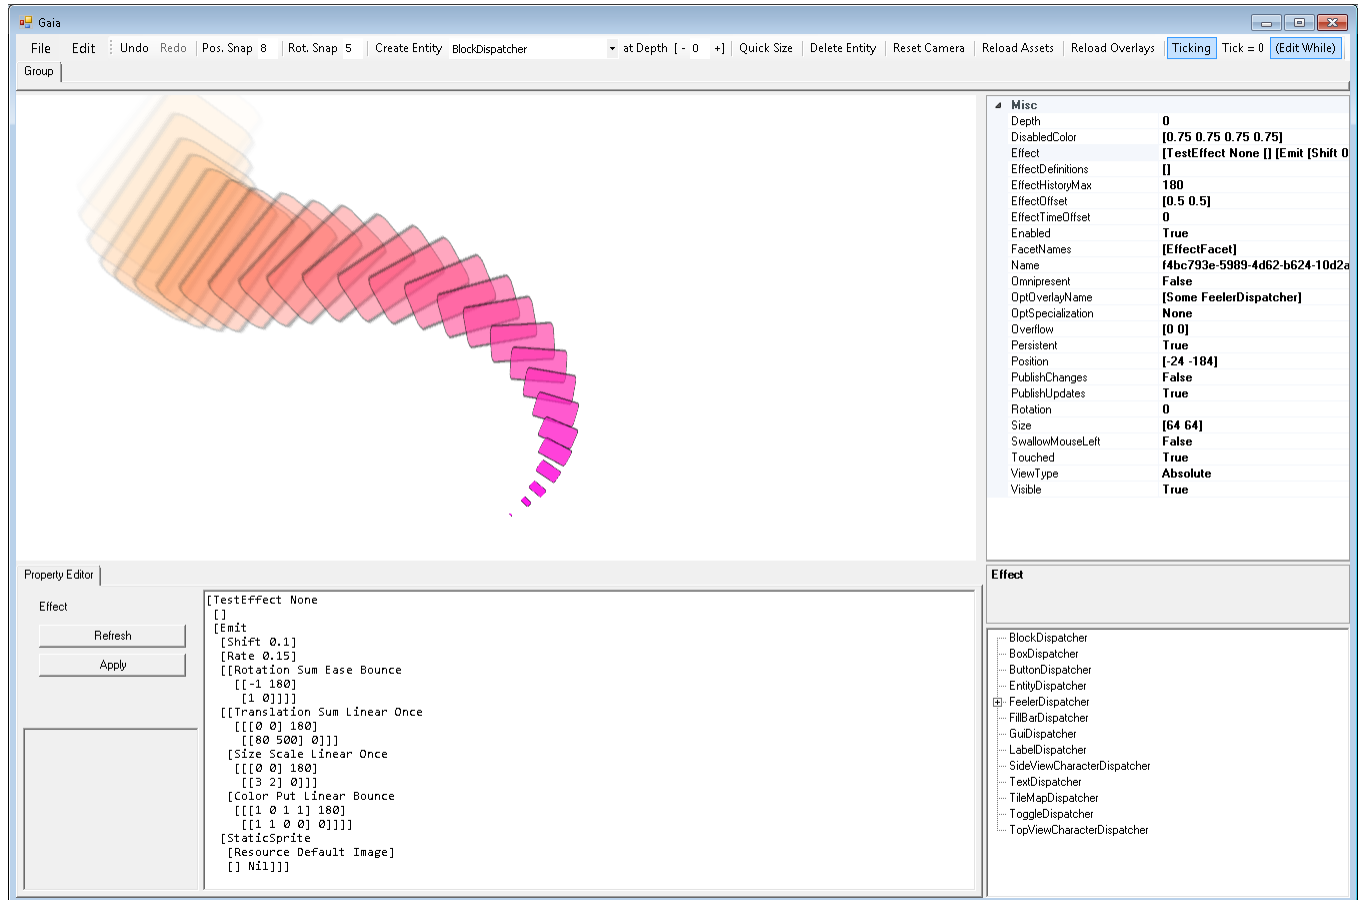 Gaia
File Edit Undo Redo Pos. Snap 8 Rot. Snap 5 Create Entity BlockDispatcher at Depth [ - 0 +] Quick Size Delete Entity Reset Camera Reload Assets Reload Overlays Ticking Tick = 0 (Edit While)
Group
Misc
Depth 0
DisabledColor [0.75 0.75 0.75 0.75]
Effect [TestEffect None [] [Emit [Shift 0
EffectDefinitions []
EffectHistoryMax 180
EffectOffset [0.5 0.5]
EffectTimeOffset 0
Enabled True
FacetNames [EffectFacet]
Name f4bc793e-5989-4d62-b624-10d2a
Omnipresent False
OptOverlayName [Some FeelerDispatcher]
OptSpecialization None
Overflow [0 0]
Persistent True
Position [-24 -184]
PublishChanges False
PublishUpdates True
Rotation 0
Size [64 64]
SwallowMouseLeft False
Touched True
ViewType Absolute
Visible True
Property Editor
Effect
Refresh
Apply
[TestEffect None
[]
[Emit
[Shift 0.1]
[Rate 0.15]
[[Rotation Sum Ease Bounce
[[-1 180]
[1 0]]]]
[[Translation Sum Linear Once
[[[0 0] 180]
[[80 500] 0]]]
[Size Scale Linear Once
[[[0 0] 180]
[[3 2] 0]]]
[Color Put Linear Bounce
[[[1 0 1 1] 180]
[[1 1 0 0] 0]]]]
[StaticSprite
[Resource Default Image]
[] Nil]]]
Effect
BlockDispatcher
BoxDispatcher
ButtonDispatcher
EntityDispatcher
FeelerDispatcher
FillBarDispatcher
GuiDispatcher
LabelDispatcher
SideViewCharacterDispatcher
TextDispatcher
TileMapDispatcher
ToggleDispatcher
TopViewCharacterDispatcher